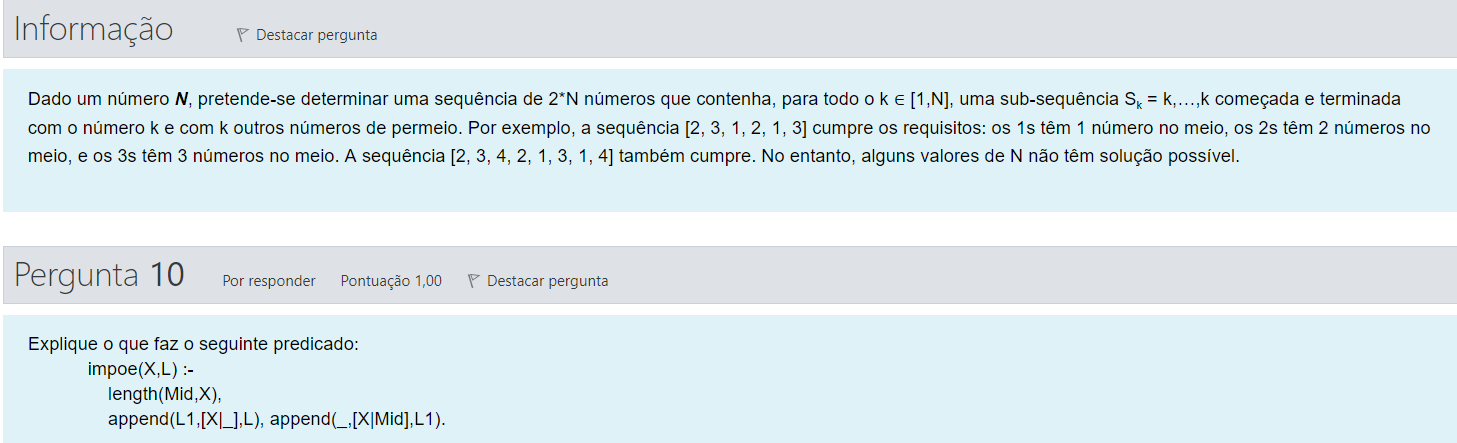 Informação Destacar pergunta
Dado um número N, pretende-se determinar uma sequência de 2*N números que contenha, para todo o k ∈ [1,N], uma sub-sequência Sk = k,…,k começada e terminada
com o número k e com k outros números de permeio. Por exemplo, a sequência [2, 3, 1, 2, 1, 3] cumpre os requisitos: os 1s têm 1 número no meio, os 2s têm 2 números no
meio, e os 3s têm 3 números no meio. A sequência [2, 3, 4, 2, 1, 3, 1, 4] também cumpre. No entanto, alguns valores de N não têm solução possível.
Pergunta 10 Por responder Pontuação 1,00 Destacar pergunta
Explique o que faz o seguinte predicado:
impoe(X,L) :-
length(Mid,X),
append(L1,[X|_],L), append(_,[X|Mid],L1).